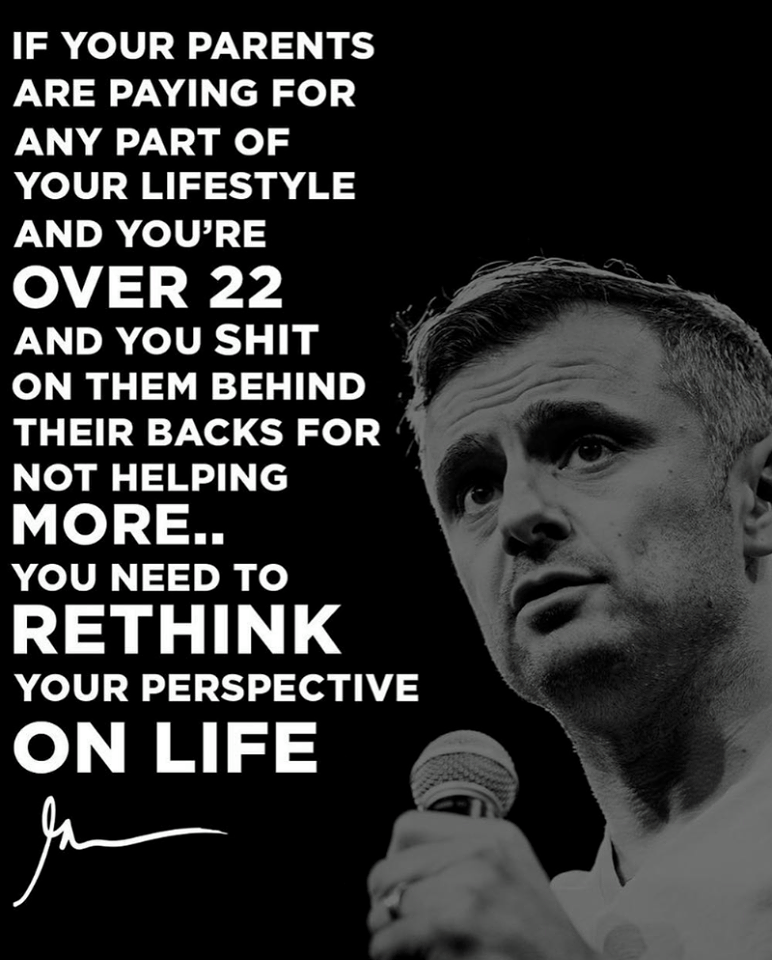 IF YOUR PARENTS
ARE PAYING FOR
ANY PART OF
YOUR LIFESTYLE
AND YOU’RE
OVER 22
AND YOU SHIT
ON THEM BEHIND
THEIR BACKS FOR
NOT HELPING
MORE..
YOU NEED TO
RETHINK
YOUR PERSPECTIVE
ON LIFE